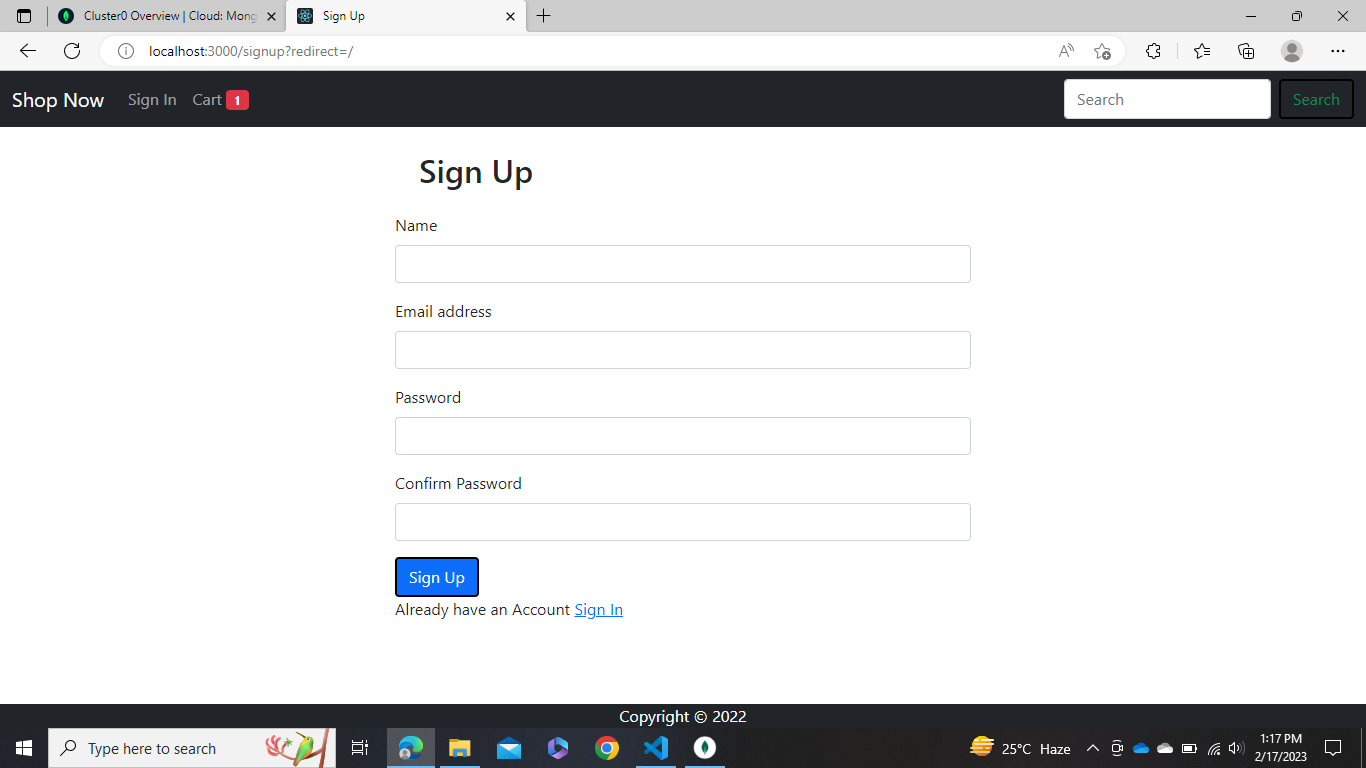 Cluster0 Overview | Cloud: Mong
Sign Up
localhost:3000/signup?redirect=/
Shop Now Sign In Cart 1 Search Search
Sign Up
Name
Email address
Password
Confirm Password
Sign Up
Already have an Account Sign In
Copyright © 2022
Type here to search
25°C Haze
1:17 PM
2/17/2023